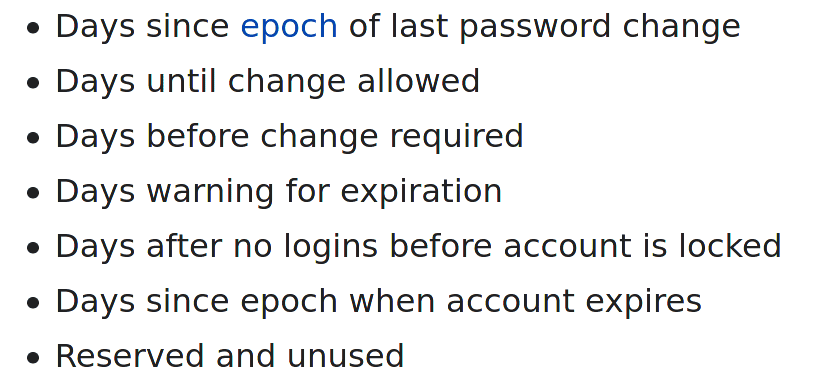 Days since epoch of last password change
Days until change allowed
Days before change required
Days warning for expiration
Days after no logins before account is locked
Days since epoch when account expires
Reserved and unused